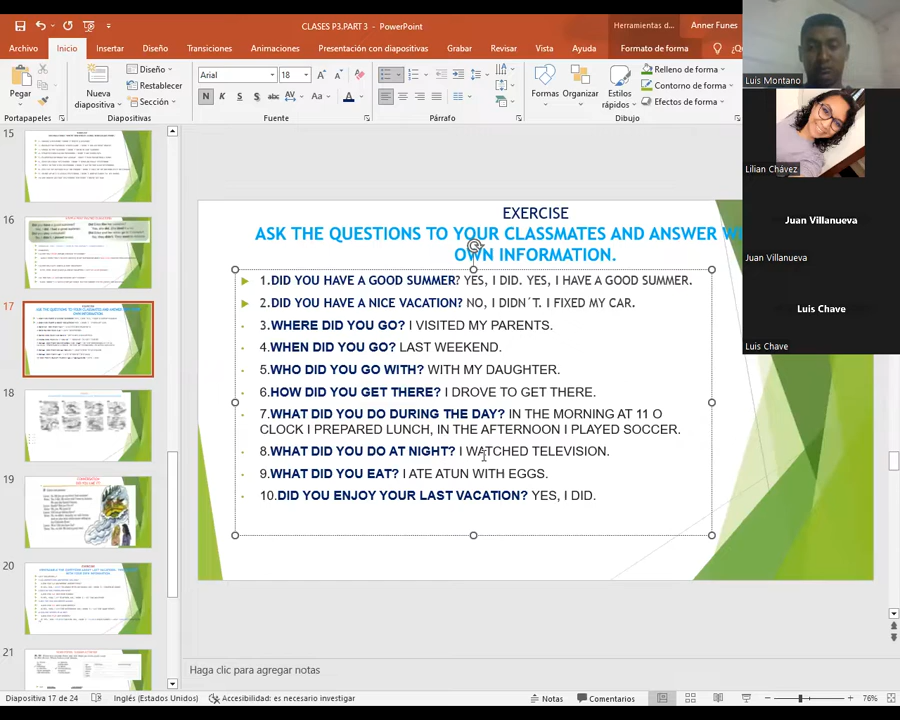 CLASES P3.PART 3 - PowerPoint
Herramientas d...
Anner Funes
Archivo Inicio Insertar Diseño Transiciones Animaciones Presentación con diapositivas Grabar Revisar Vista Ayuda Formato de forma
Pegar
Nueva diapositiva
Diseño
Restablecer
Sección
Arial 18
N K S S abc AV
Aa A
Formas Organizar Estilos rápidos
Relleno de forma
Contorno de forma
Efectos de forma
Portapapeles Diapositivas Fuente Párrafo Dibujo
Luis Montano
Lilian Chávez
Juan Villanueva
Juan Villanueva
Luis Chave
Luis Chave
15
16
17
18
19
20
21
EXERCISE
ASK THE QUESTIONS TO YOUR CLASSMATES AND ANSWER WI
OWN INFORMATION.
1.DID YOU HAVE A GOOD SUMMER? YES, I DID. YES, I HAVE A GOOD SUMMER.
2.DID YOU HAVE A NICE VACATION? NO, I DIDN´T. I FIXED MY CAR.
3.WHERE DID YOU GO? I VISITED MY PARENTS.
4.WHEN DID YOU GO? LAST WEEKEND.
5.WHO DID YOU GO WITH? WITH MY DAUGHTER.
6.HOW DID YOU GET THERE? I DROVE TO GET THERE.
7.WHAT DID YOU DO DURING THE DAY? IN THE MORNING AT 11 O
CLOCK I PREPARED LUNCH, IN THE AFTERNOON I PLAYED SOCCER.
8.WHAT DID YOU DO AT NIGHT? I WATCHED TELEVISION.
9.WHAT DID YOU EAT? I ATE ATUN WITH EGGS.
10.DID YOU ENJOY YOUR LAST VACATION? YES, I DID.
Haga clic para agregar notas
Diapositiva 17 de 24 Inglés (Estados Unidos) Accesibilidad: es necesario investigar Notas Comentarios 76%